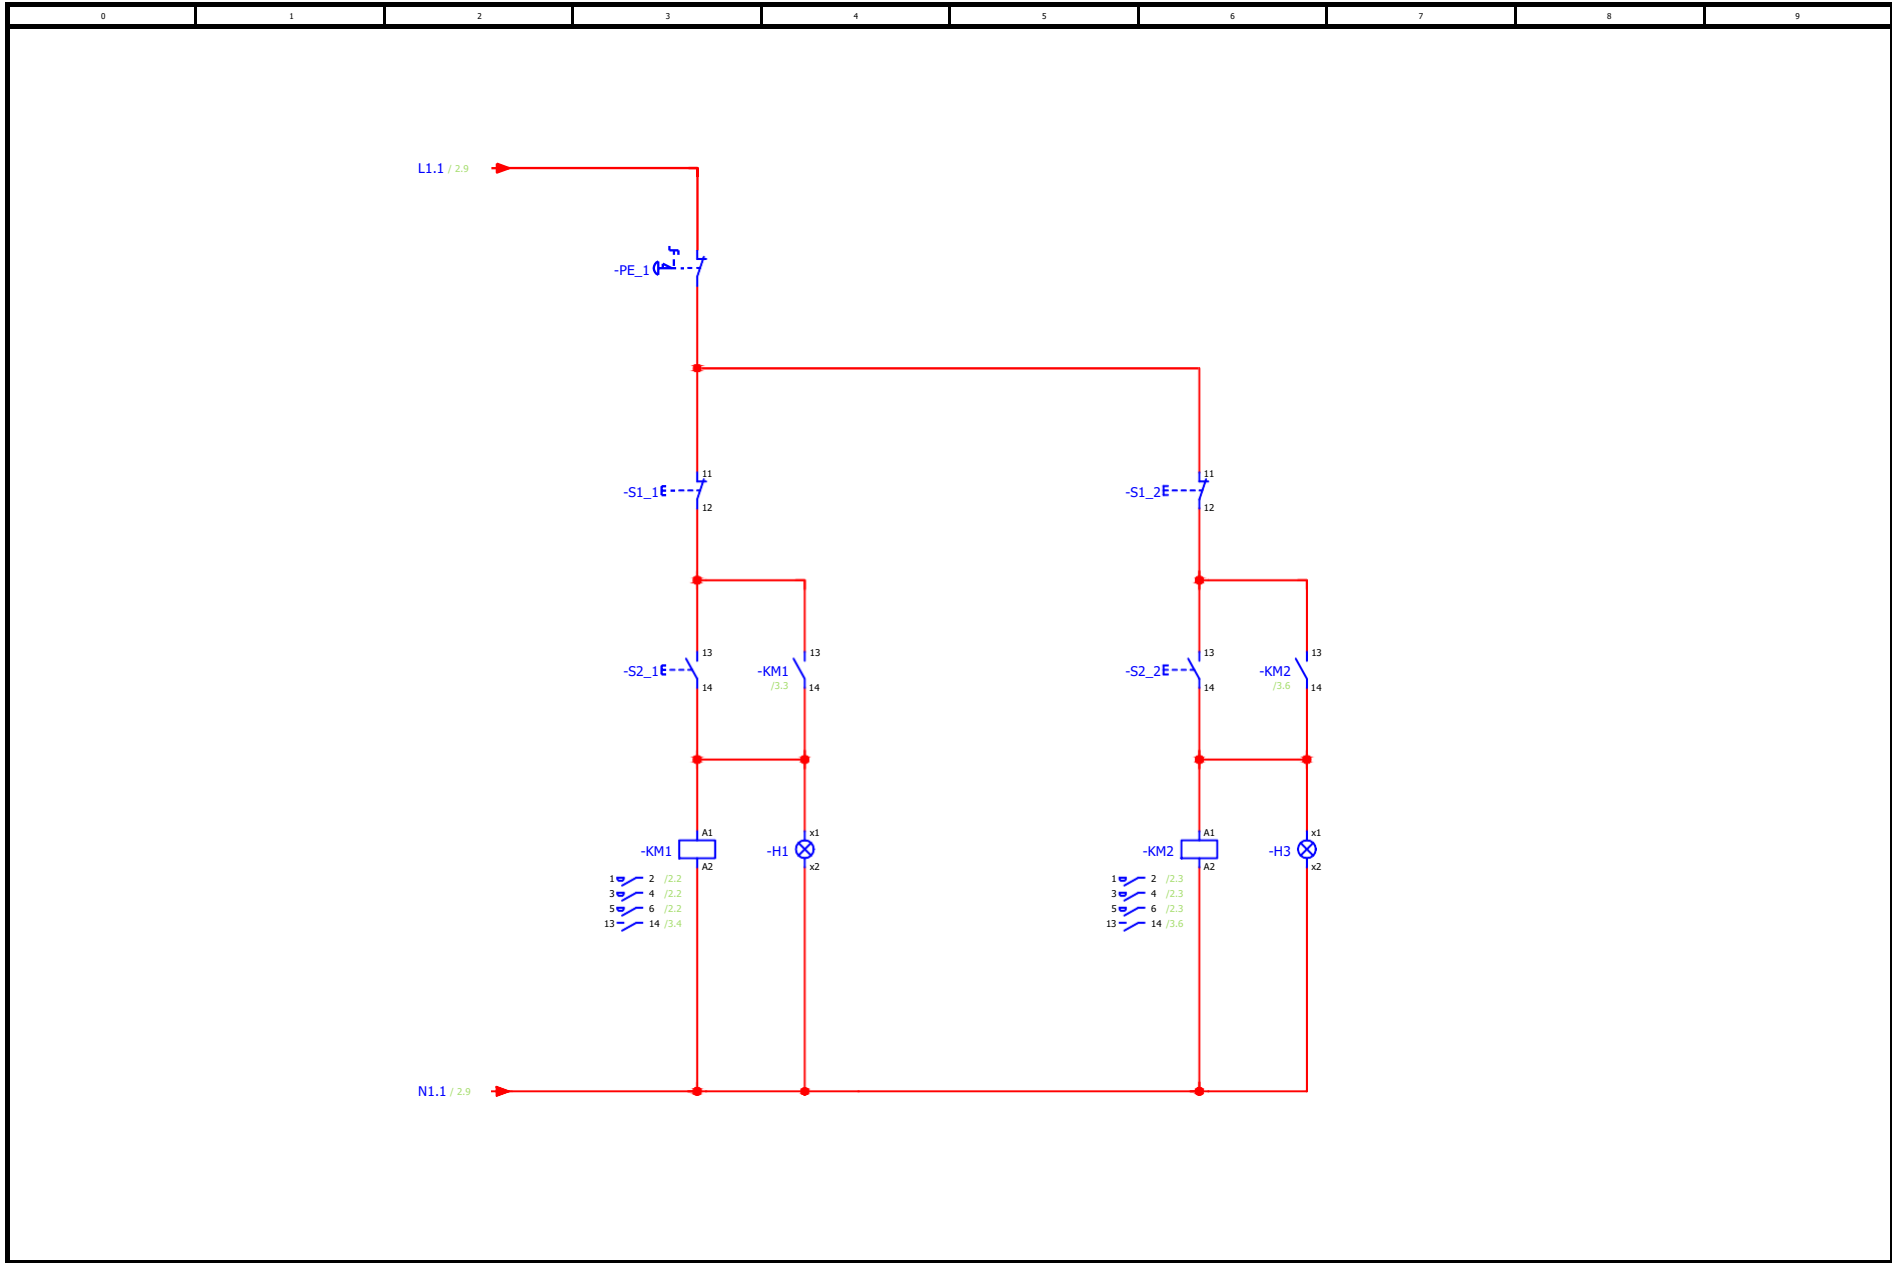 0 1 2 3 4 5 6 7 8 9
L1.1 / 2.9
-PE_1
11 11
-S1_1 -S1_2
12 12
13 13 13 13
-S2_1 -KM1 -S2_2 -KM2
/3.3 /3.6
14 14 14 14
A1 x1 A1 x1
-KM1 -H1 -KM2 -H3
A2 x2 A2 x2
1 2 /2.2 1 2 /2.3
3 4 /2.2 3 4 /2.3
5 6 /2.2 5 6 /2.3
13 14 /3.4 13 14 /3.6
N1.1 / 2.9